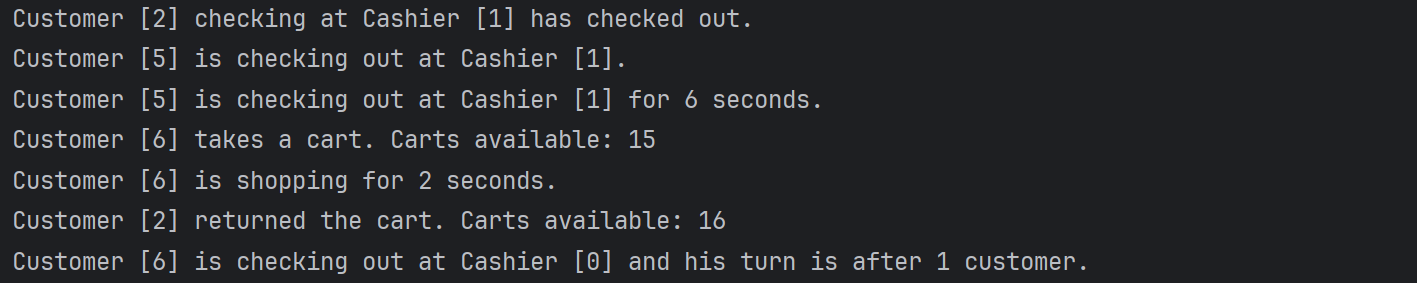 Customer [2] checking at Cashier [1] has checked out.
Customer [5] is checking out at Cashier [1].
Customer [5] is checking out at Cashier [1] for 6 seconds.
Customer [6] takes a cart. Carts available: 15
Customer [6] is shopping for 2 seconds.
Customer [2] returned the cart. Carts available: 16
Customer [6] is checking out at Cashier [0] and his turn is after 1 customer.